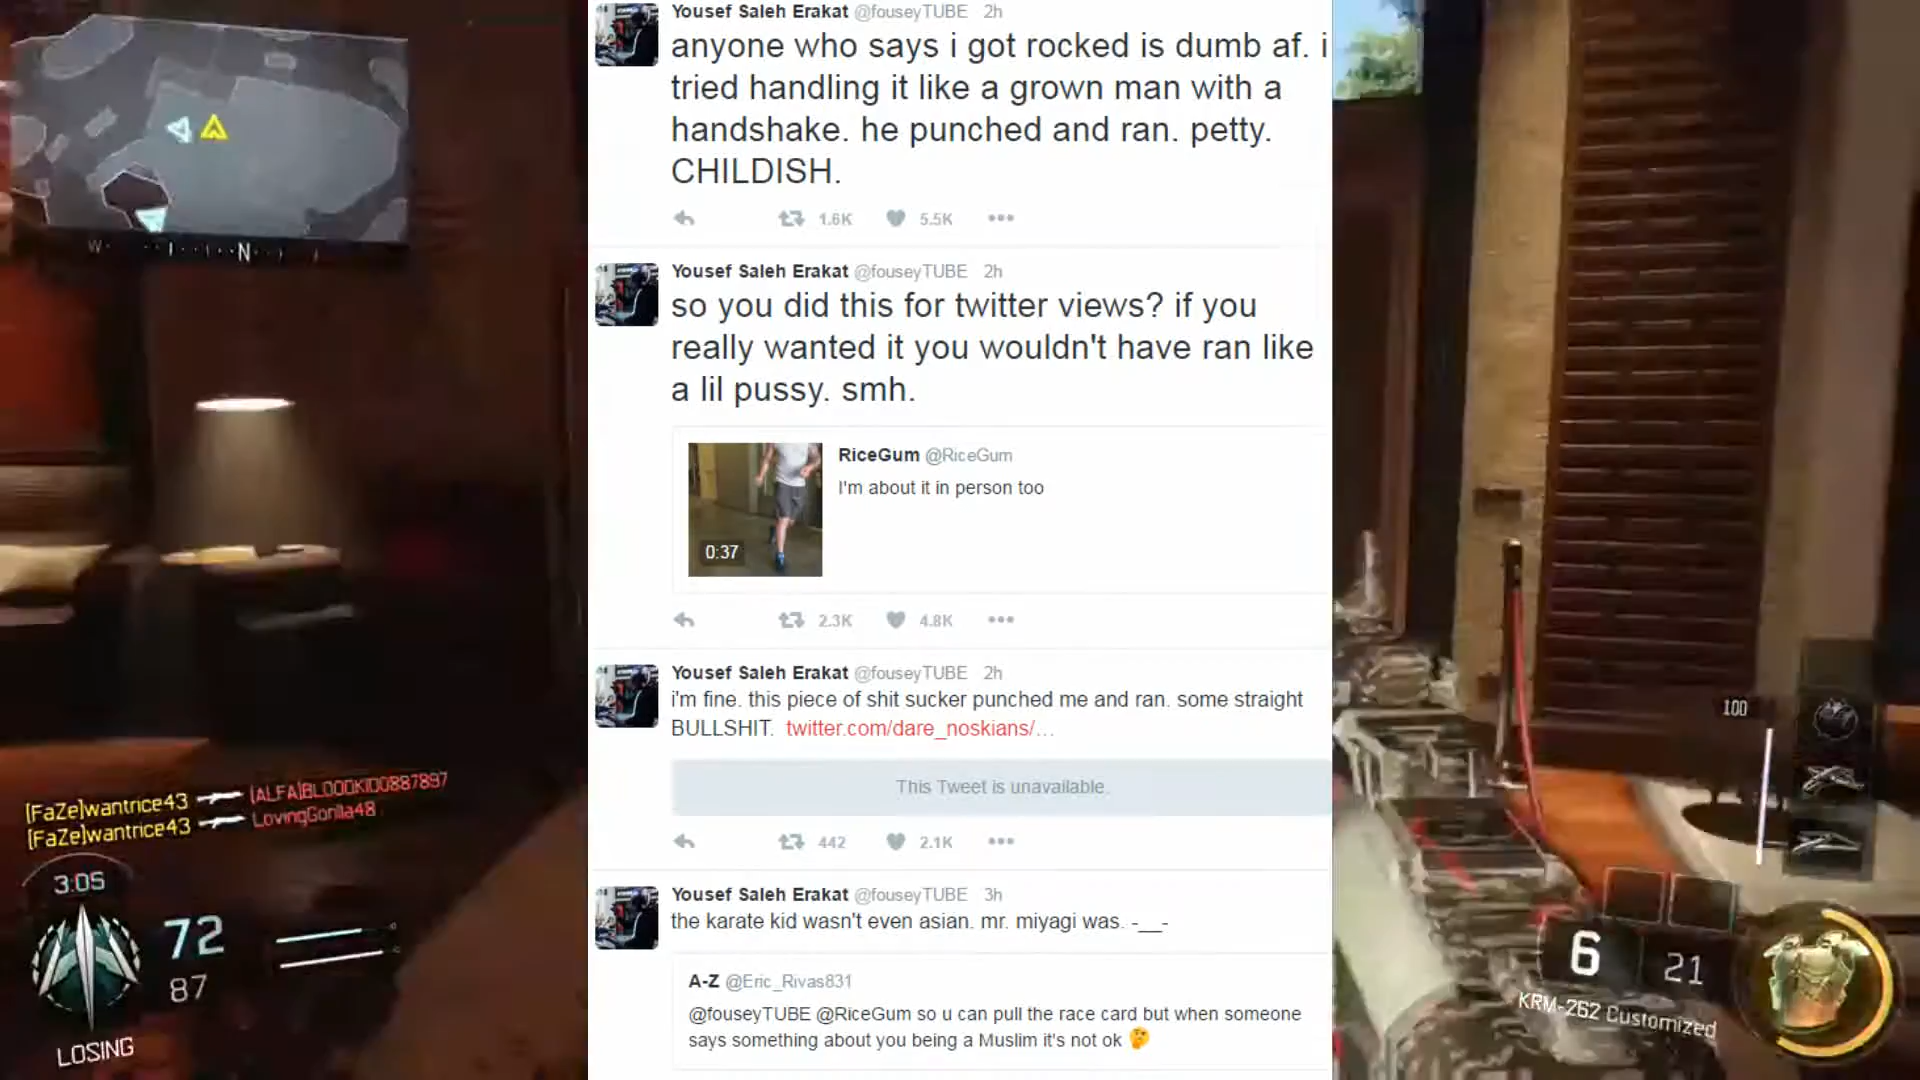 Yousef Saleh Erakat @fouseyTUBE 2h
anyone who says i got rocked is dumb af. i
tried handling it like a grown man with a
handshake. he punched and ran. petty.
CHILDISH.
1.6K 5.5K
Yousef Saleh Erakat @fouseyTUBE 2h
so you did this for twitter views? if you
really wanted it you wouldn't have ran like
a lil pussy. smh.
RiceGum @RiceGum
I'm about it in person too
0:37
2.3K 4.8K
Yousef Saleh Erakat @fouseyTUBE 2h
i'm fine. this piece of shit sucker punched me and ran. some straight
BULLSHIT. twitter.com/dare_noskians/…
This Tweet is unavailable.
442 2.1K
Yousef Saleh Erakat @fouseyTUBE 3h
the karate kid wasn't even asian. mr. miyagi was. -__-
A-Z @Eric_Rivas831
@fouseyTUBE @RiceGum so u can pull the race card but when someone
says something about you being a Muslim it's not ok 🤔
W N
[FaZe]wantrice43 [ALFA]BLOODKID0887897
[FaZe]wantrice43 LovingGorilla48
3:05
72
87
LOSING
100
6 21
KRM-262 Customized